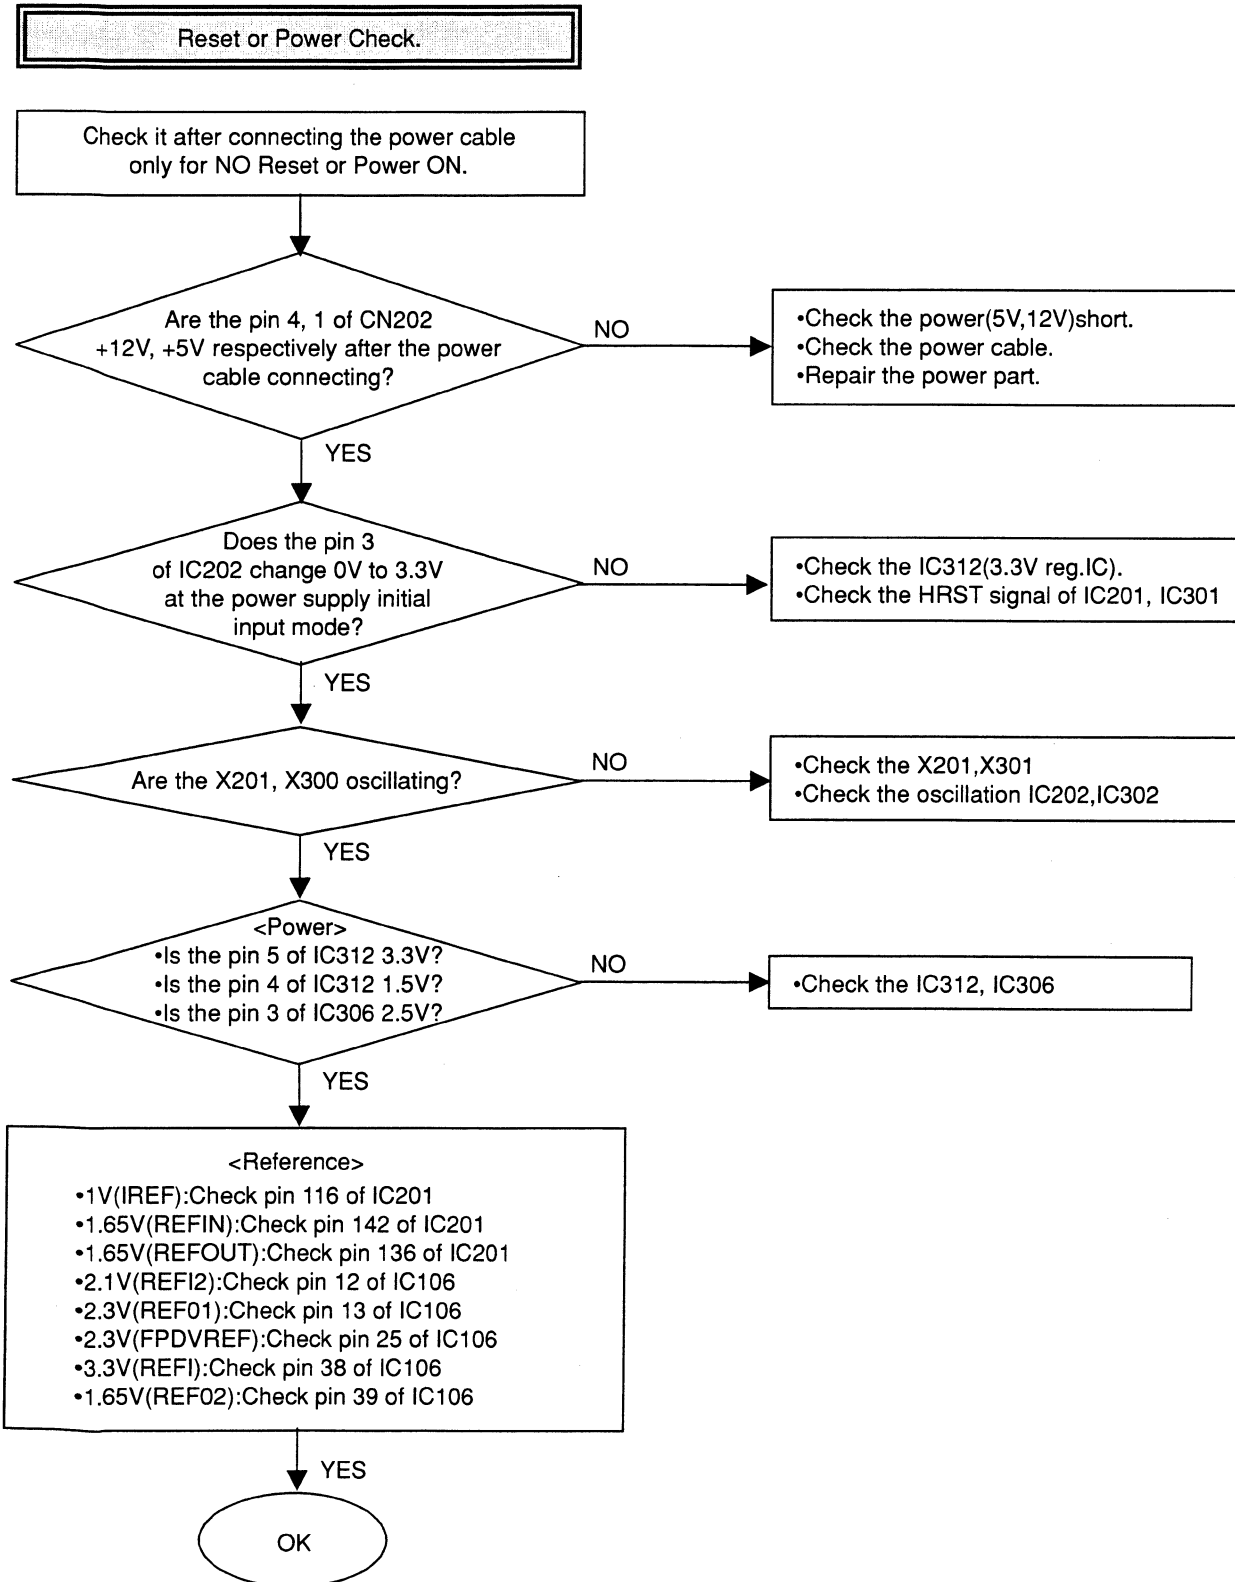 Reset or Power Check.
Check it after connecting the power cable
only for NO Reset or Power ON.
Are the pin 4, 1 of CN202
+12V, +5V respectively after the power
cable connecting?
NO
•Check the power(5V,12V)short.
•Check the power cable.
•Repair the power part.
YES
Does the pin 3
of IC202 change 0V to 3.3V
at the power supply initial
input mode?
NO
•Check the IC312(3.3V reg.IC).
•Check the HRST signal of IC201, IC301
YES
Are the X201, X300 oscillating?
NO
•Check the X201,X301
•Check the oscillation IC202,IC302
YES
<Power>
•Is the pin 5 of IC312 3.3V?
•Is the pin 4 of IC312 1.5V?
•Is the pin 3 of IC306 2.5V?
NO
•Check the IC312, IC306
YES
<Reference>
•1V(IREF):Check pin 116 of IC201
•1.65V(REFIN):Check pin 142 of IC201
•1.65V(REFOUT):Check pin 136 of IC201
•2.1V(REFI2):Check pin 12 of IC106
•2.3V(REF01):Check pin 13 of IC106
•2.3V(FPDVREF):Check pin 25 of IC106
•3.3V(REFI):Check pin 38 of IC106
•1.65V(REF02):Check pin 39 of IC106
YES
OK